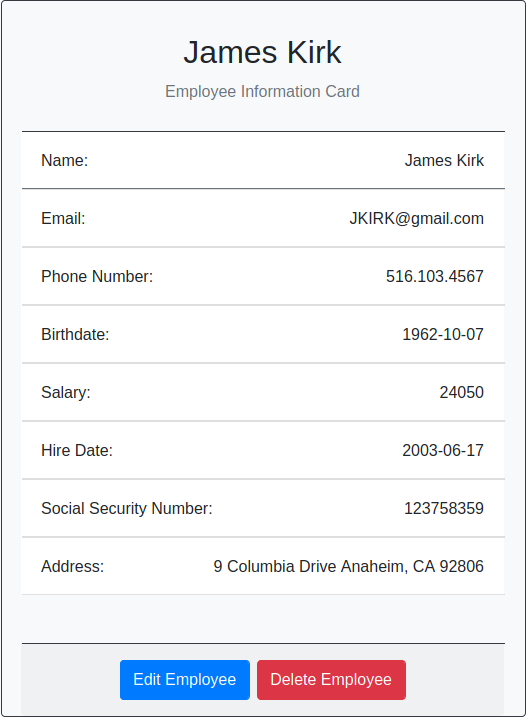 James Kirk
Employee Information Card
Name: James Kirk
Email: JKIRK@gmail.com
Phone Number: 516.103.4567
Birthdate: 1962-10-07
Salary: 24050
Hire Date: 2003-06-17
Social Security Number: 123758359
Address: 9 Columbia Drive Anaheim, CA 92806
Edit Employee Delete Employee